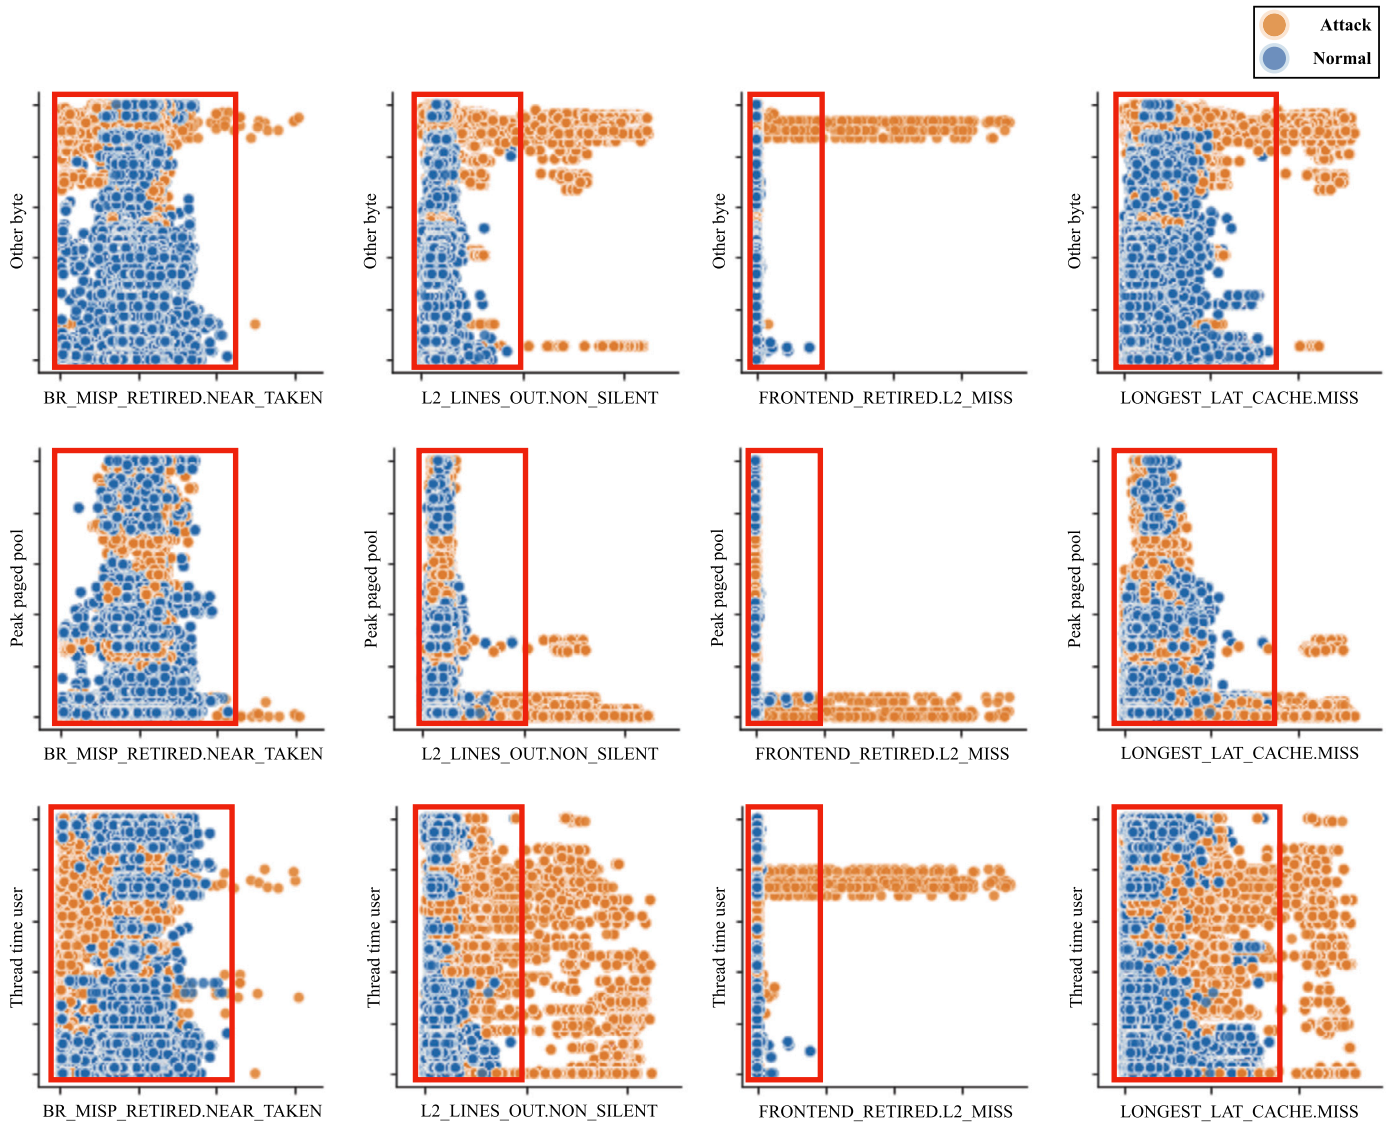 Attack
Normal
Other byte
BR_MISP_RETIRED.NEAR_TAKEN
Other byte
L2_LINES_OUT.NON_SILENT
Other byte
FRONTEND_RETIRED.L2_MISS
Other byte
LONGEST_LAT_CACHE.MISS
Peak paged pool
BR_MISP_RETIRED.NEAR_TAKEN
Peak paged pool
L2_LINES_OUT.NON_SILENT
Peak paged pool
FRONTEND_RETIRED.L2_MISS
Peak paged pool
LONGEST_LAT_CACHE.MISS
Thread time user
BR_MISP_RETIRED.NEAR_TAKEN
Thread time user
L2_LINES_OUT.NON_SILENT
Thread time user
FRONTEND_RETIRED.L2_MISS
Thread time user
LONGEST_LAT_CACHE.MISS